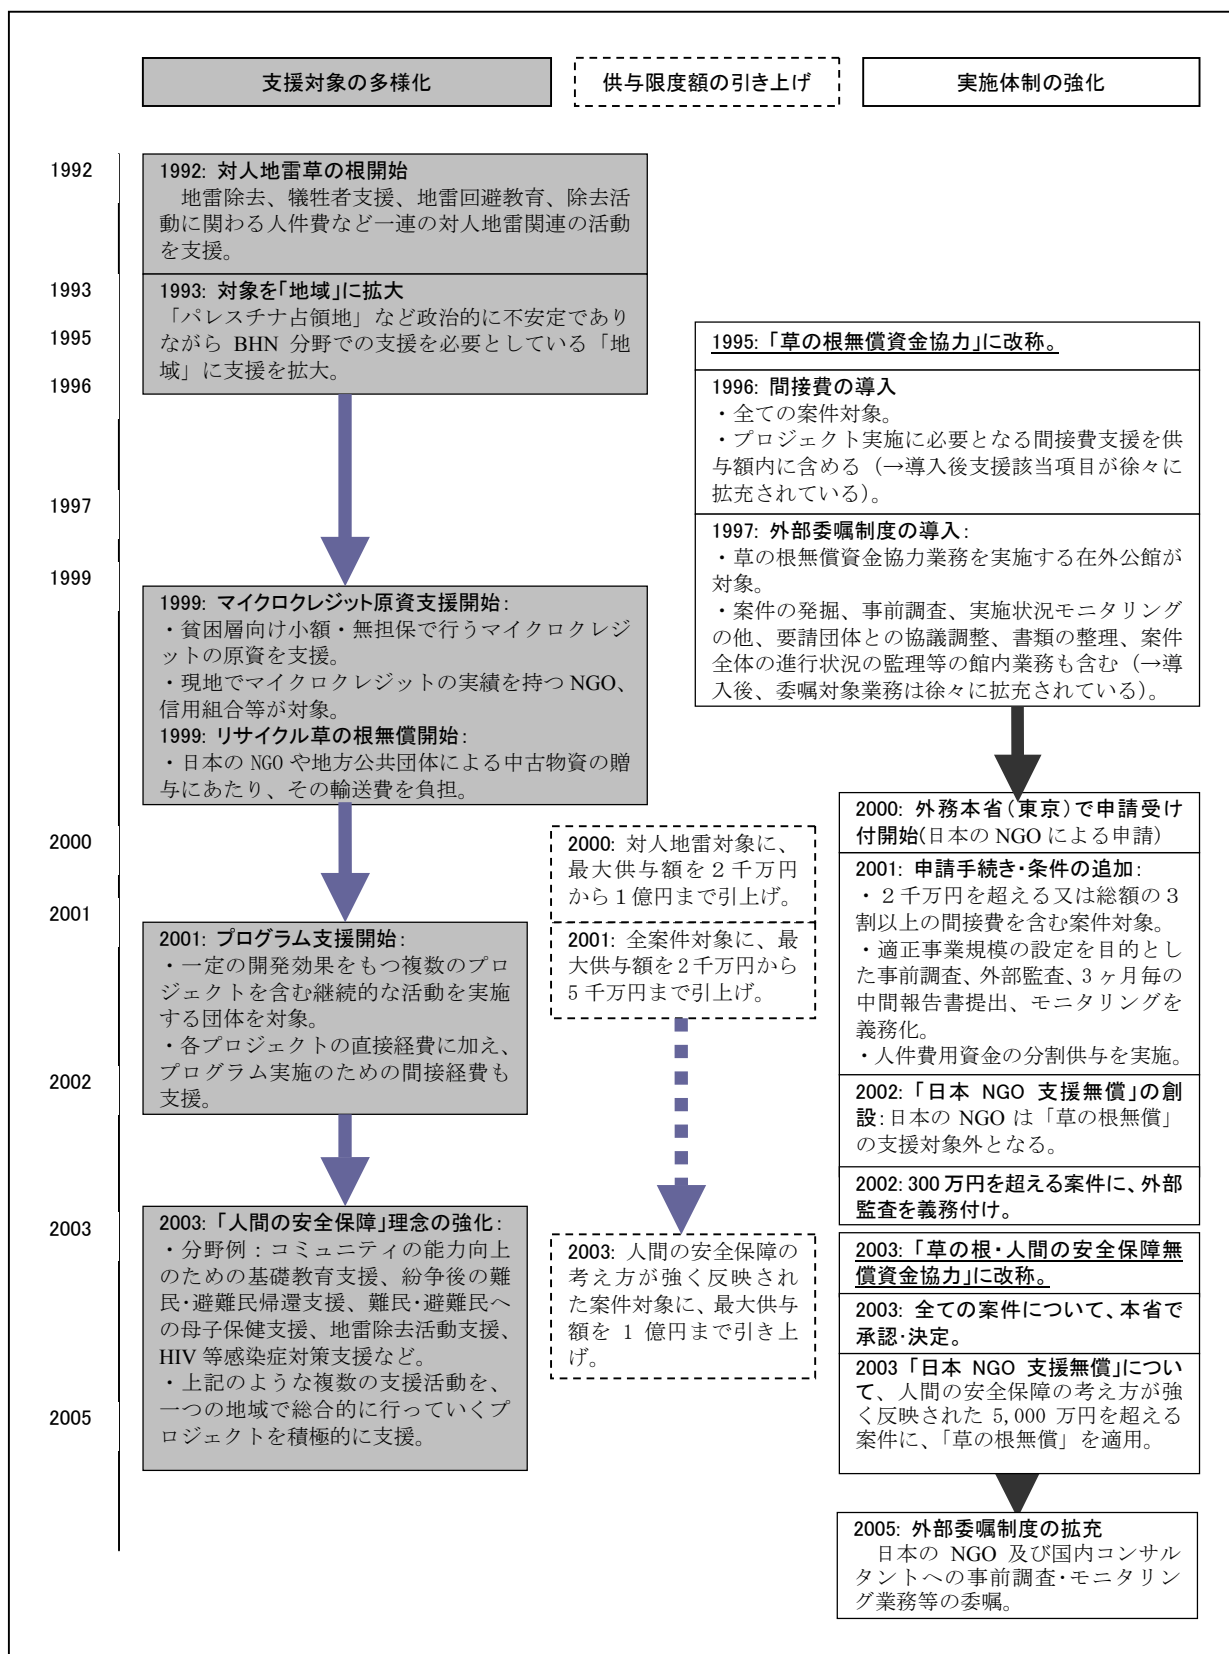 支援対象の多様化
供与限度額の引き上げ
実施体制の強化
1992
1993
1995
1996
1997
1999
2000
2001
2002
2003
2005
1992: 対人地雷草の根開始
地雷除去、犠牲者支援、地雷回避教育、除去活
動に関わる人件費など一連の対人地雷関連の活動
を支援。
1993: 対象を「地域」に拡大
「パレスチナ占領地」など政治的に不安定であり
ながら BHN 分野での支援を必要としている「地
域」に支援を拡大。
1999: マイクロクレジット原資支援開始:
・貧困層向け小額・無担保で行うマイクロクレジ
ットの原資を支援。
・現地でマイクロクレジットの実績を持つ NGO、
信用組合等が対象。
1999: リサイクル草の根無償開始:
・日本の NGO や地方公共団体による中古物資の贈
与にあたり、その輸送費を負担。
2001: プログラム支援開始:
・一定の開発効果をもつ複数のプロ
ジェクトを含む継続的な活動を実施
する団体を対象。
・各プロジェクトの直接経費に加え、
プログラム実施のための間接経費も
支援。
2003:「人間の安全保障」理念の強化:
・分野例：コミュニティの能力向上
のための基礎教育支援、紛争後の難
民・避難民帰還支援、難民・避難民へ
の母子保健支援、地雷除去活動支援、
HIV 等感染症対策支援など。
・上記のような複数の支援活動を、
一つの地域で総合的に行っていくプ
ロジェクトを積極的に支援。
2000: 対人地雷対象に、
最大供与額を２千万円
から１億円まで引上げ。
2001: 全案件対象に、最
大供与額を2千万円から
5 千万円まで引上げ。
2003: 人間の安全保障の
考え方が強く反映され
た案件対象に、最大供与
額を 1 億円まで引き上
げ。
1995:「草の根無償資金協力」に改称。
1996: 間接費の導入
・全ての案件対象。
・プロジェクト実施に必要となる間接費支援を供
与額内に含める（→導入後支援該当項目が徐々に
拡充されている）。
1997: 外部委嘱制度の導入:
・草の根無償資金協力業務を実施する在外公館が
対象。
・案件の発掘、事前調査、実施状況モニタリング
の他、要請団体との協議調整、書類の整理、案件
全体の進行状況の監理等の館内業務も含む（→導
入後、委嘱対象業務は徐々に拡充されている）。
2000: 外務本省（東京）で申請受け
付開始(日本の NGO による申請)
2001: 申請手続き・条件の追加:
・２千万円を超える又は総額の３
割以上の間接費を含む案件対象。
・適正事業規模の設定を目的とし
た事前調査、外部監査、3 ヶ月毎の
中間報告書提出、モニタリングを
義務化。
・人件費用資金の分割供与を実施。
2002:「日本 NGO 支援無償」の創
設:日本の NGO は「草の根無償」
の支援対象外となる。
2002: 300 万円を超える案件に、外部
監査を義務付け。
2003: 「草の根・人間の安全保障無
償資金協力」に改称。
2003: 全ての案件について、本省で
承認・決定。
2003「日本 NGO 支援無償」につい
て、人間の安全保障の考え方が強
く反映された 5,000 万円を超える
案件に、「草の根無償」を適用。
2005: 外部委嘱制度の拡充
日本の NGO 及び国内コンサル
タントへの事前調査・モニタリン
グ業務等の委嘱。